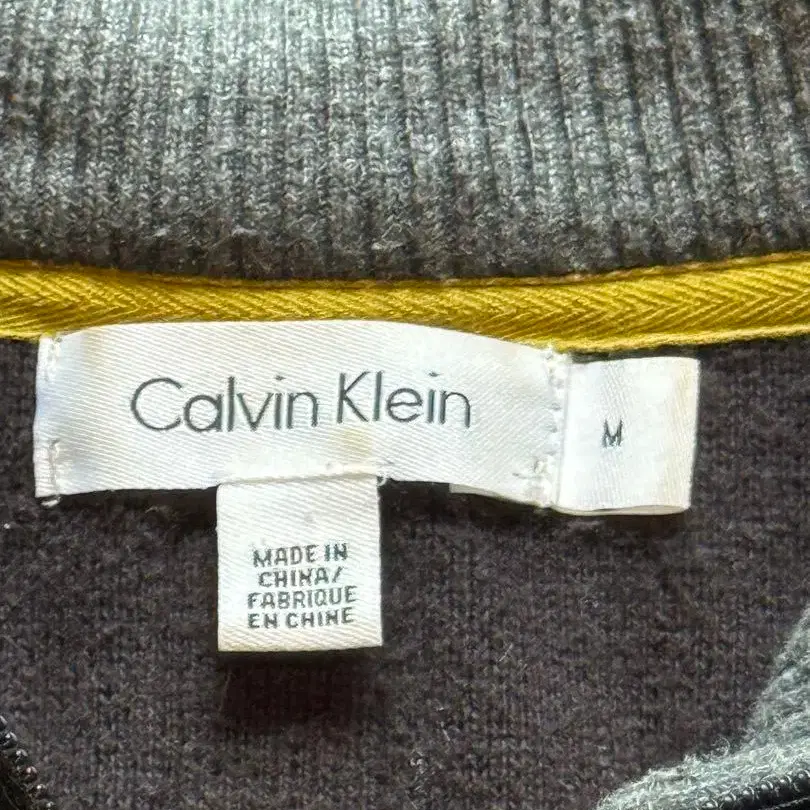 Calvin Klein
M
MADE IN
CHINA/
FABRIQUE
EN CHINE